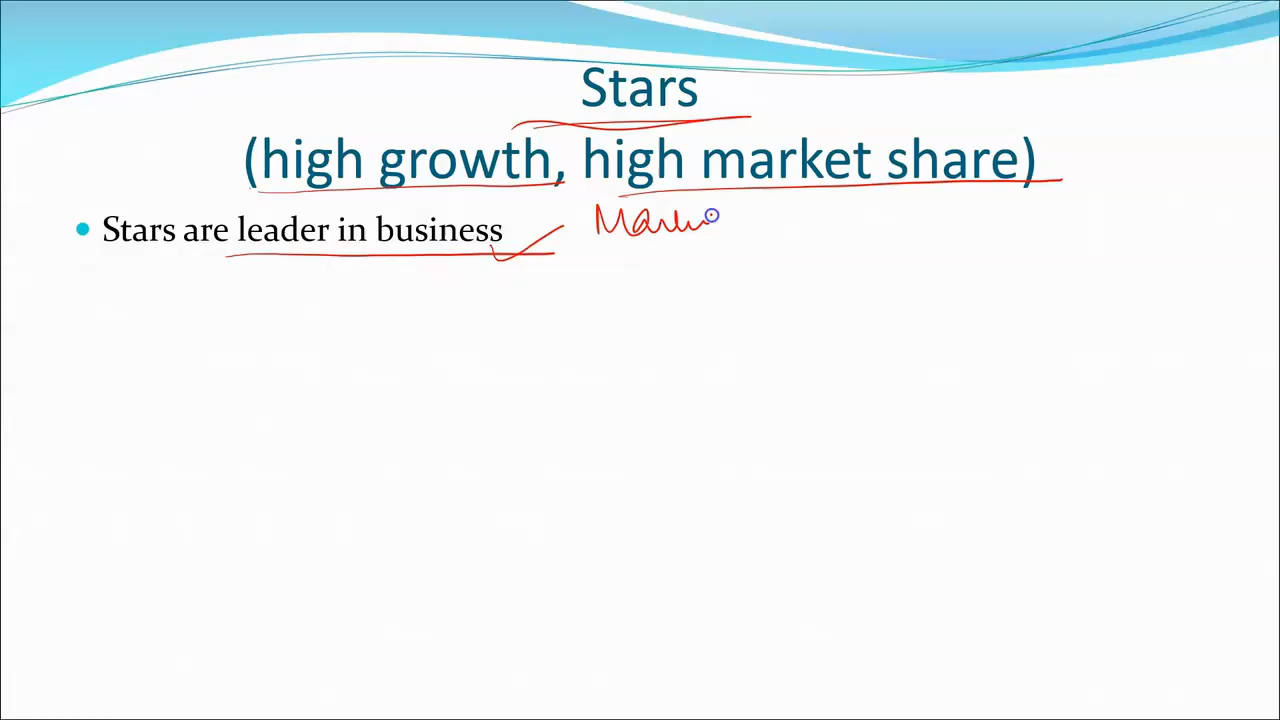 Stars
(high growth, high market share)
• Stars are leader in business